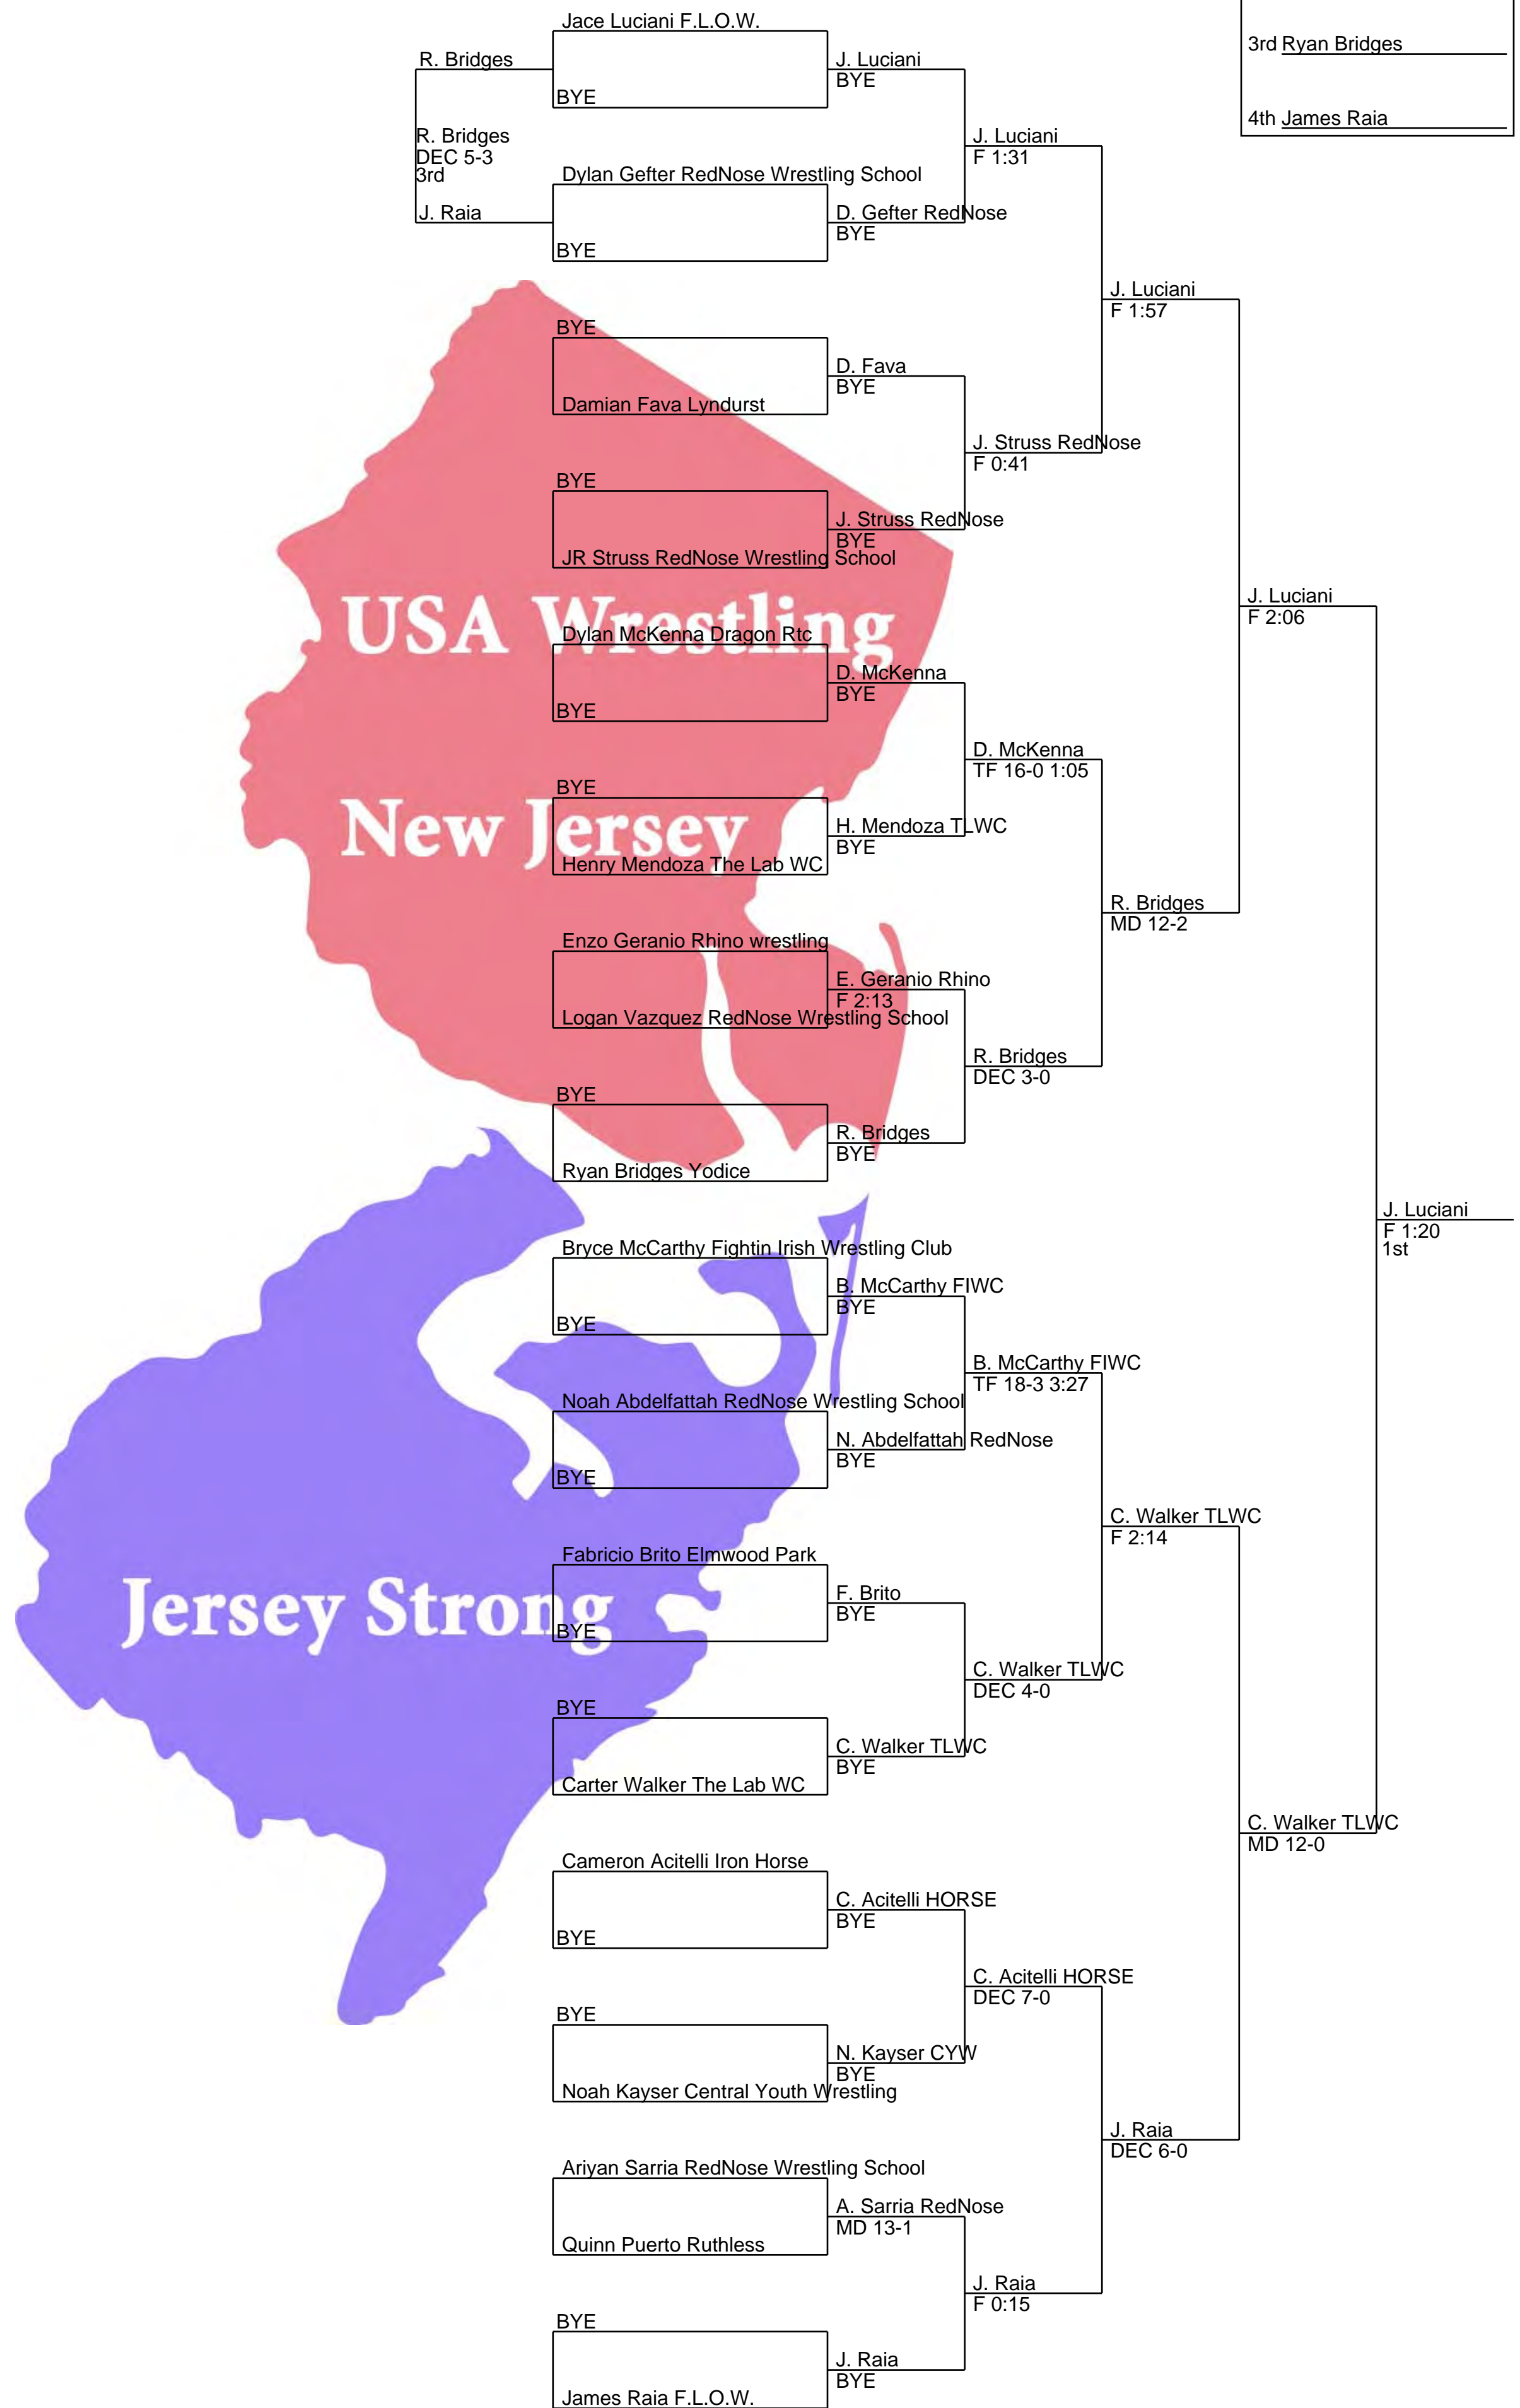 Jace Luciani F.L.O.W.
3rd Ryan Bridges
R. Bridges
J. Luciani
BYE
BYE
4th James Raia
R. Bridges
DEC 5-3
3rd
J. Luciani
F 1:31
Dylan Gefter RedNose Wrestling School
J. Raia
D. Gefter RedNose
BYE
BYE
J. Luciani
F 1:57
BYE
D. Fava
BYE
Damian Fava Lyndurst
J. Struss RedNose
F 0:41
BYE
J. Struss RedNose
BYE
JR Struss RedNose Wrestling School
USA Wrestling
J. Luciani
F 2:06
Dylan McKenna Dragon Rtc
D. McKenna
BYE
BYE
D. McKenna
TF 16-0 1:05
BYE
New Jersey
H. Mendoza TLWC
BYE
Henry Mendoza The Lab WC
R. Bridges
MD 12-2
Enzo Geranio Rhino wrestling
E. Geranio Rhino
F 2:13
Logan Vazquez RedNose Wrestling School
R. Bridges
DEC 3-0
BYE
R. Bridges
BYE
Ryan Bridges Yodice
J. Luciani
F 1:20
1st
Bryce McCarthy Fightin Irish Wrestling Club
B. McCarthy FIWC
BYE
BYE
B. McCarthy FIWC
TF 18-3 3:27
Noah Abdelfattah RedNose Wrestling School
N. Abdelfattah RedNose
BYE
BYE
C. Walker TLWC
F 2:14
Fabricio Brito Elmwood Park
F. Brito
BYE
Jersey Strong
BYE
C. Walker TLWC
DEC 4-0
BYE
C. Walker TLWC
BYE
Carter Walker The Lab WC
C. Walker TLWC
MD 12-0
Cameron Acitelli Iron Horse
C. Acitelli HORSE
BYE
BYE
C. Acitelli HORSE
DEC 7-0
BYE
N. Kayser CYW
BYE
Noah Kayser Central Youth Wrestling
J. Raia
DEC 6-0
Ariyan Sarria RedNose Wrestling School
A. Sarria RedNose
MD 13-1
Quinn Puerto Ruthless
J. Raia
F 0:15
BYE
J. Raia
BYE
James Raia F.L.O.W.